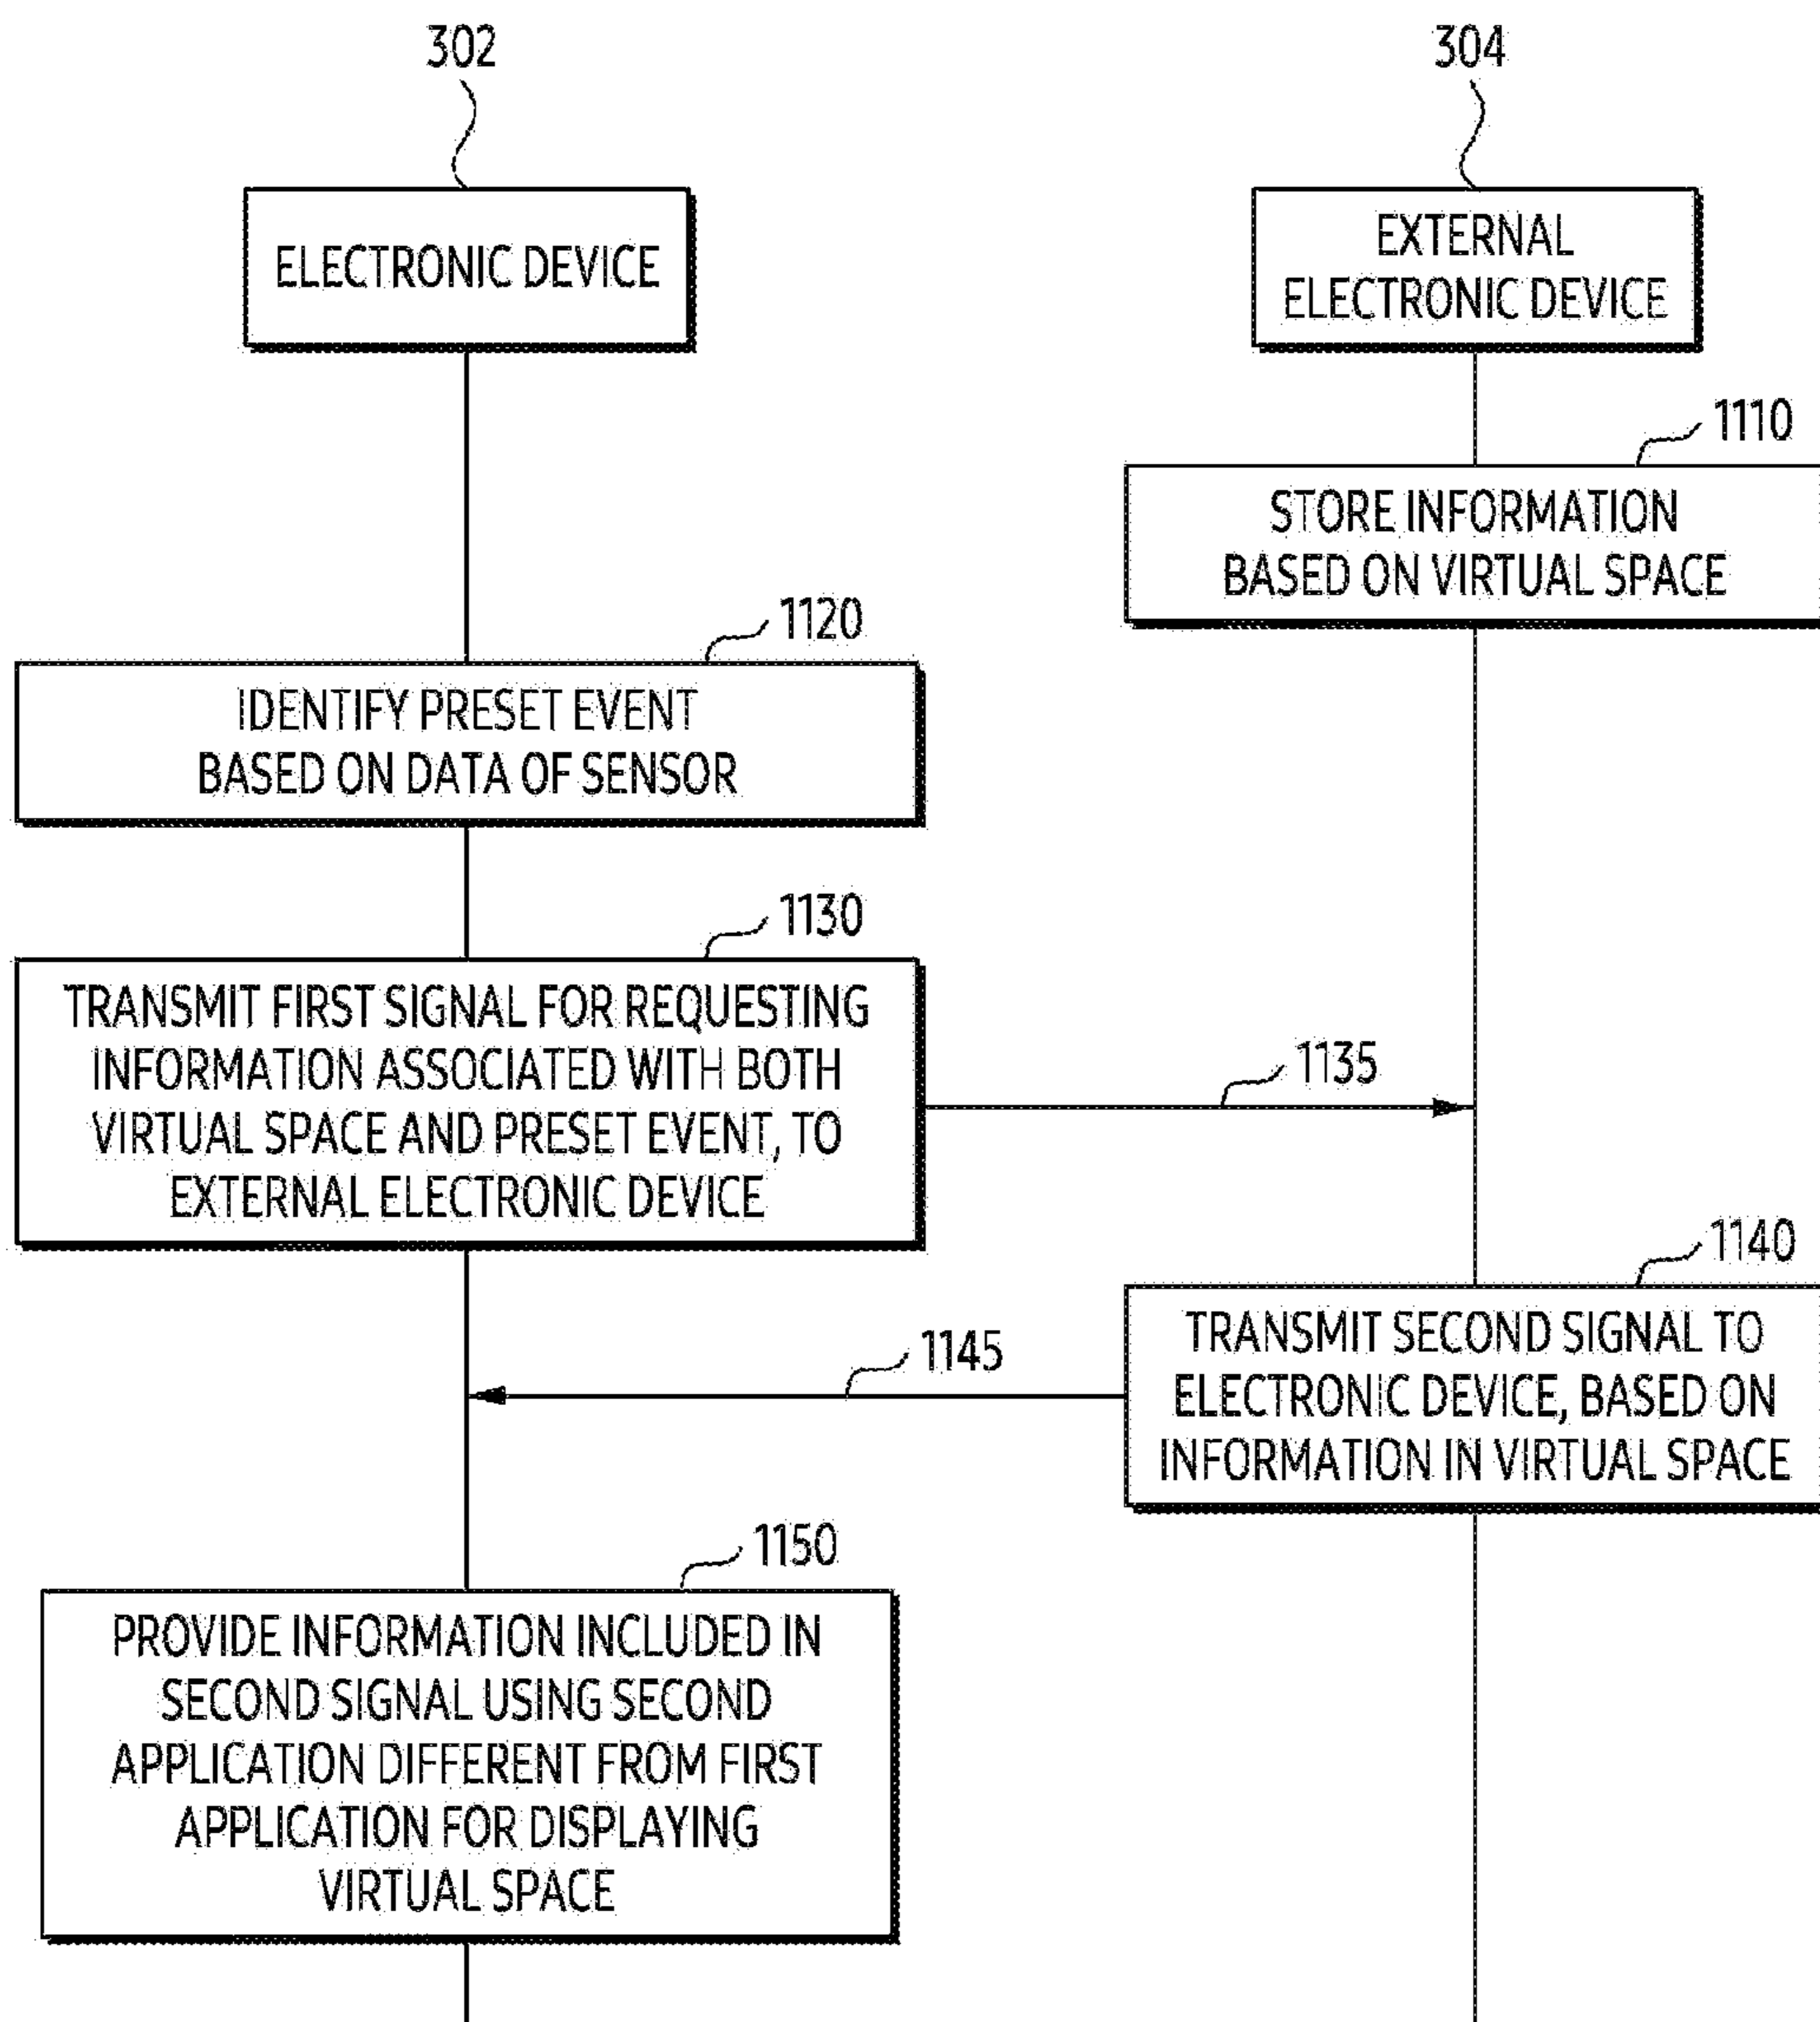 302
304
ELECTRONIC DEVICE
EXTERNAL
ELECTRONIC DEVICE
1110
STORE INFORMATION
BASED ON VIRTUAL SPACE
1120
IDENTIFY PRESET EVENT
BASED ON DATA OF SENSOR
1130
TRANSMIT FIRST SIGNAL FOR REQUESTING
INFORMATION ASSOCIATED WITH BOTH
VIRTUAL SPACE AND PRESET EVENT, TO
EXTERNAL ELECTRONIC DEVICE
1135
1140
TRANSMIT SECOND SIGNAL TO
ELECTRONIC DEVICE, BASED ON
INFORMATION IN VIRTUAL SPACE
1145
1150
PROVIDE INFORMATION INCLUDED IN
SECOND SIGNAL USING SECOND
APPLICATION DIFFERENT FROM FIRST
APPLICATION FOR DISPLAYING
VIRTUAL SPACE